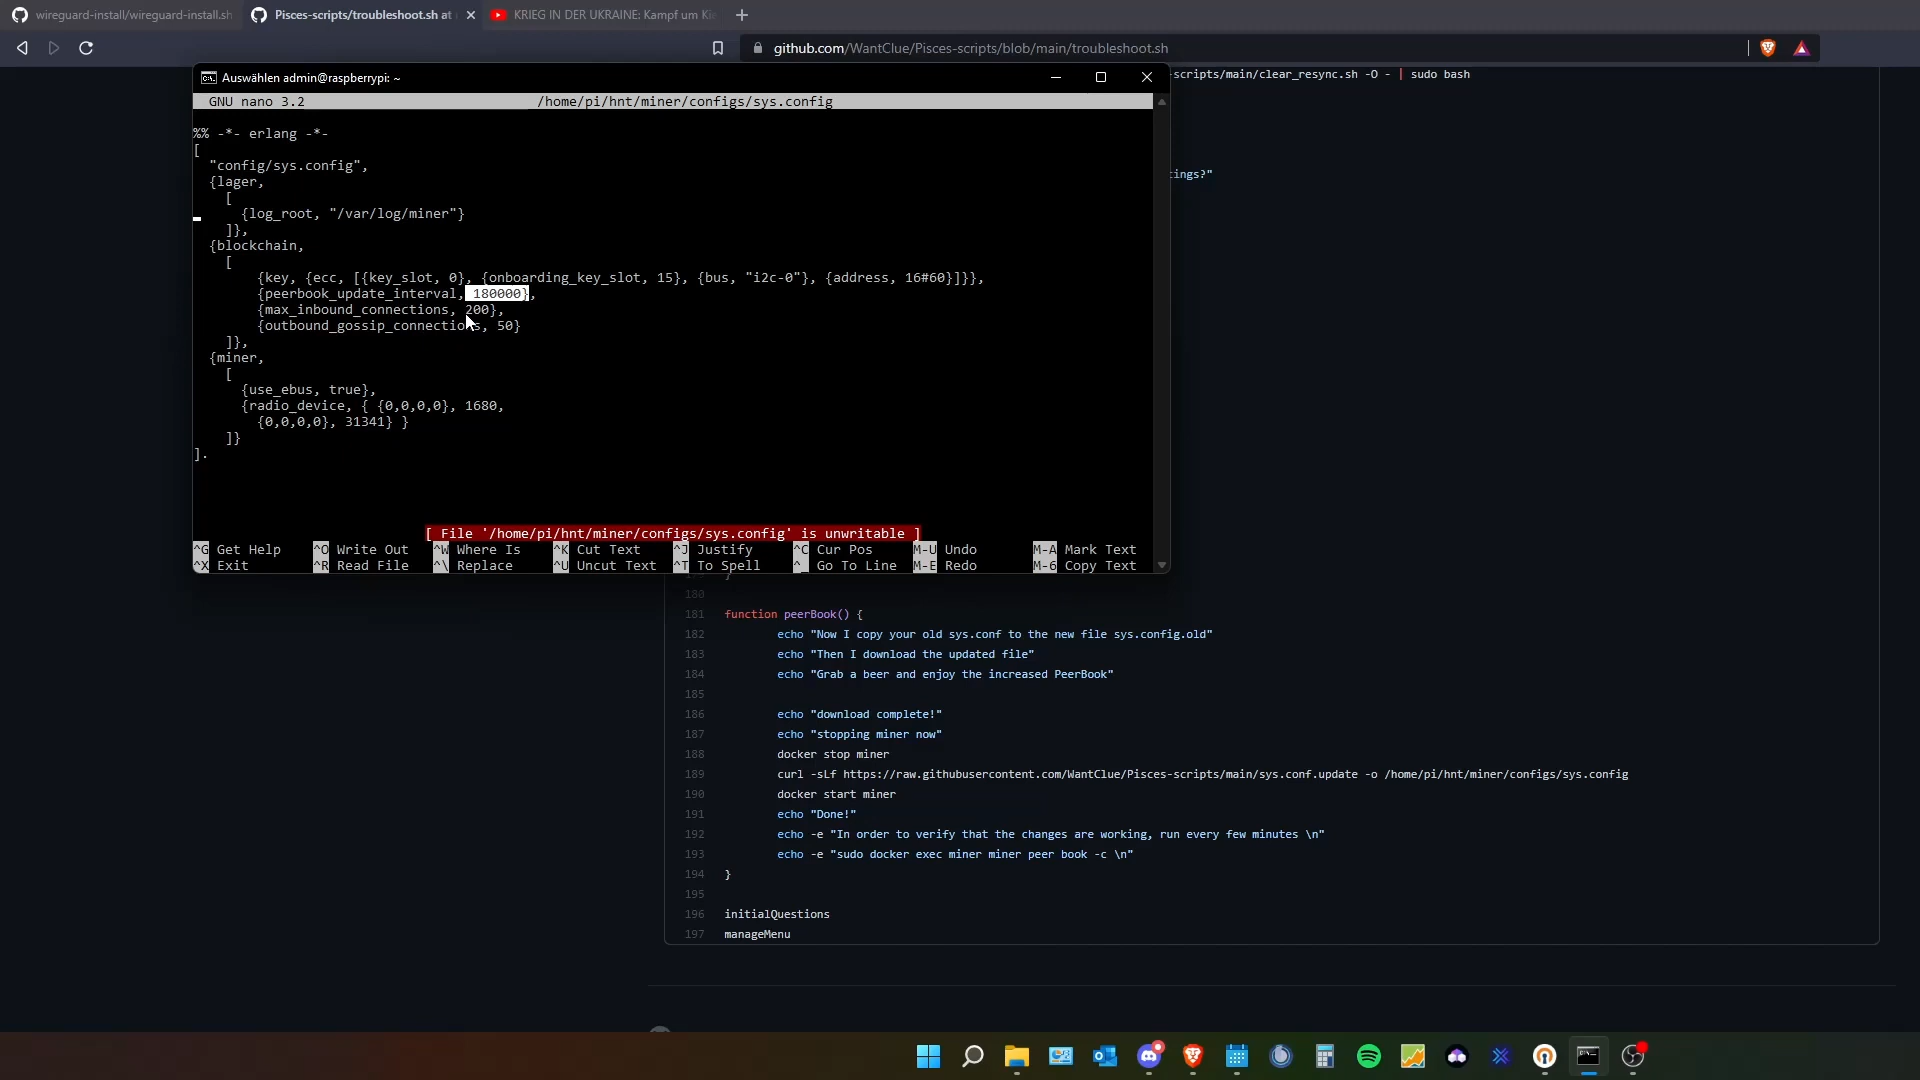 wireguard-install/wireguard-install.sh
Pisces-scripts/troubleshoot.sh at
KRIEG IN DER UKRAINE: Kampf um Ki
github.com/WantClue/Pisces-scripts/blob/main/troubleshoot.sh
-scripts/main/clear_resync.sh -O - | sudo bash
Auswählen admin@raspberrypi: ~
GNU nano 3.2 /home/pi/hnt/miner/configs/sys.config
%% -*- erlang -*-
[
"config/sys.config",
{lager,
[
{log_root, "/var/log/miner"}
]},
{blockchain,
[
{key, {ecc, [{key_slot, 0}, {onboarding_key_slot, 15}, {bus, "i2c-0"}, {address, 16#60}]}},
{peerbook_update_interval, 180000},
{max_inbound_connections, 200},
{outbound_gossip_connections, 50}
]},
{miner,
[
{use_ebus, true},
{radio_device, { {0,0,0,0}, 1680,
{0,0,0,0}, 31341} }
]}
].
[ File '/home/pi/hnt/miner/configs/sys.config' is unwritable ]
^G Get Help ^O Write Out ^W Where Is ^K Cut Text ^J Justify ^C Cur Pos M-U Undo M-A Mark Text
^X Exit ^R Read File ^\ Replace ^U Uncut Text ^T To Spell ^_ Go To Line M-E Redo M-6 Copy Text
tings?"
180
181 function peerBook() {
182 echo "Now I copy your old sys.conf to the new file sys.config.old"
183 echo "Then I download the updated file"
184 echo "Grab a beer and enjoy the increased PeerBook"
185
186 echo "download complete!"
187 echo "stopping miner now"
188 docker stop miner
189 curl -sLf https://raw.githubusercontent.com/WantClue/Pisces-scripts/main/sys.conf.update -o /home/pi/hnt/miner/configs/sys.config
190 docker start miner
191 echo "Done!"
192 echo -e "In order to verify that the changes are working, run every few minutes \n"
193 echo -e "sudo docker exec miner miner peer book -c \n"
194 }
195
196 initialQuestions
197 manageMenu